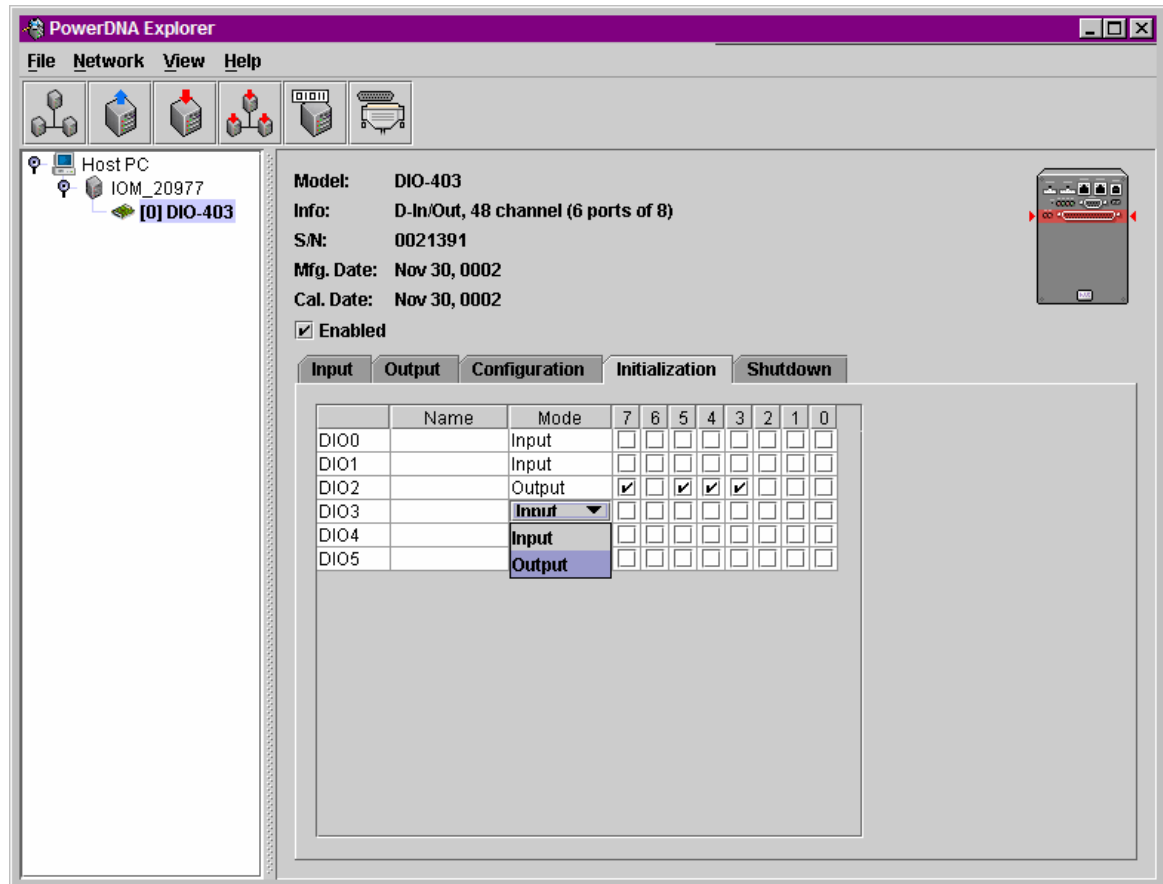 PowerDNA Explorer
File Network View Help
Host PC
IOM_20977
[0] DIO-403
Model: DIO-403
Info: D-In/Out, 48 channel (6 ports of 8)
S/N: 0021391
Mfg. Date: Nov 30, 0002
Cal. Date: Nov 30, 0002
Enabled
Input Output Configuration Initialization Shutdown
Name Mode 7 6 5 4 3 2 1 0
DIO0 Input
DIO1 Input
DIO2 Output
DIO3 Input
DIO4 Input
DIO5 Output